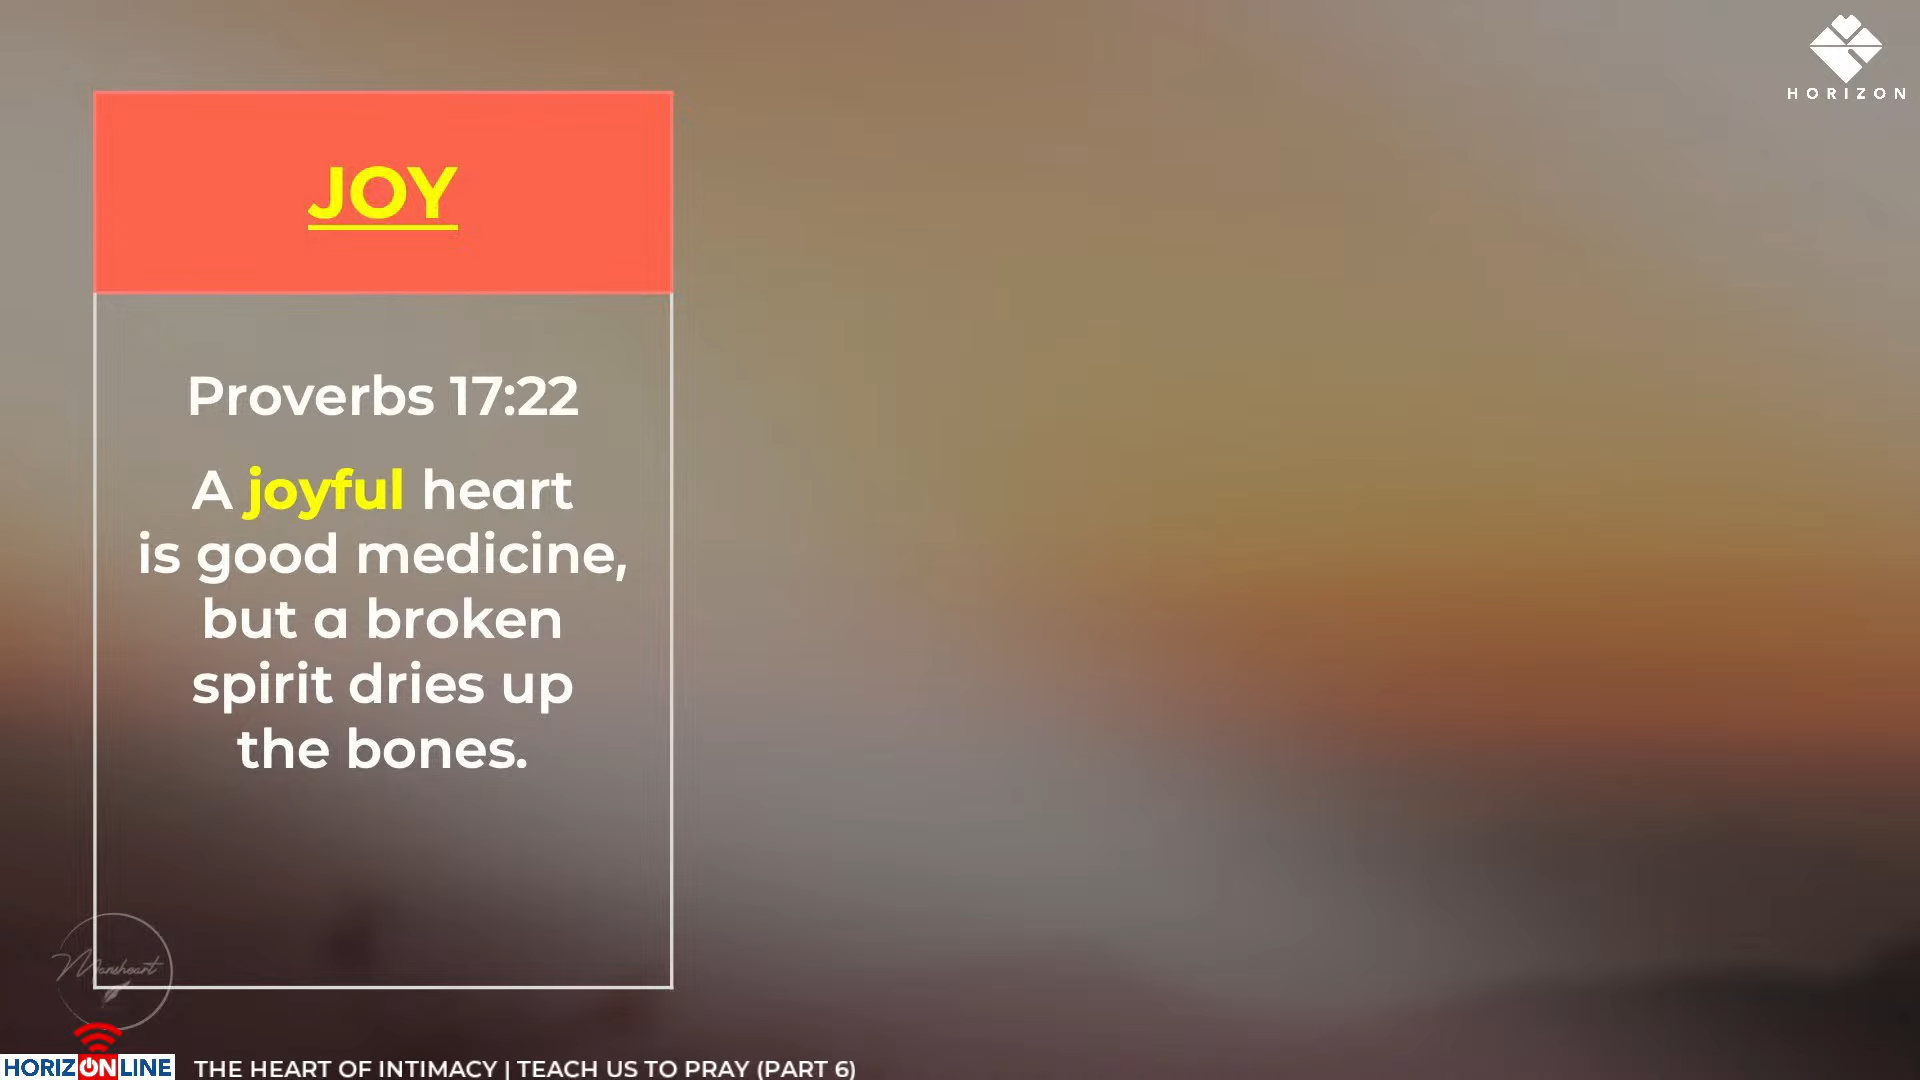 HORIZON
JOY
Proverbs 17:22
A joyful heart
is good medicine,
but a broken
spirit dries up
the bones.
Mansheart
HORIZONLINE
THE HEART OF INTIMACY | TEACH US TO PRAY (PART 6)